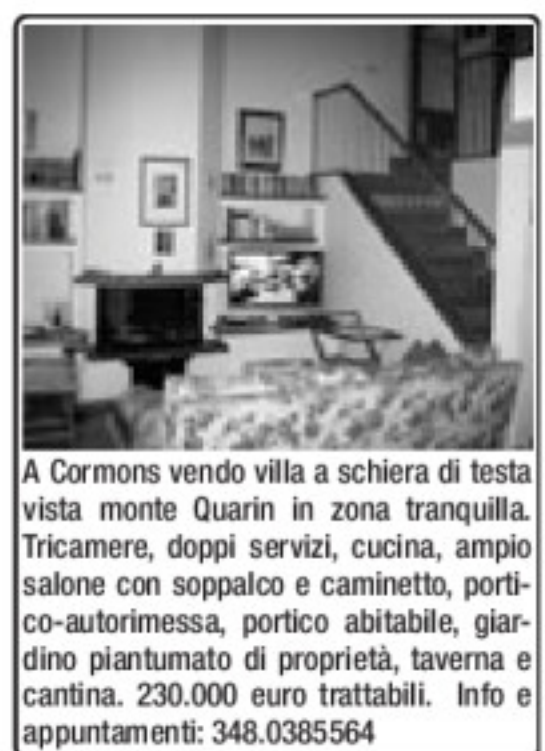 A Cormons vendo villa a schiera di testa
vista monte Quarin in zona tranquilla.
Tricamere, doppi servizi, cucina, ampio
salone con soppalco e caminetto, porti-
co-autorimessa, portico abitabile, giar-
dino piantumato di proprietà, taverna e
cantina. 230.000 euro trattabili. Info e
appuntamenti: 348.0385564